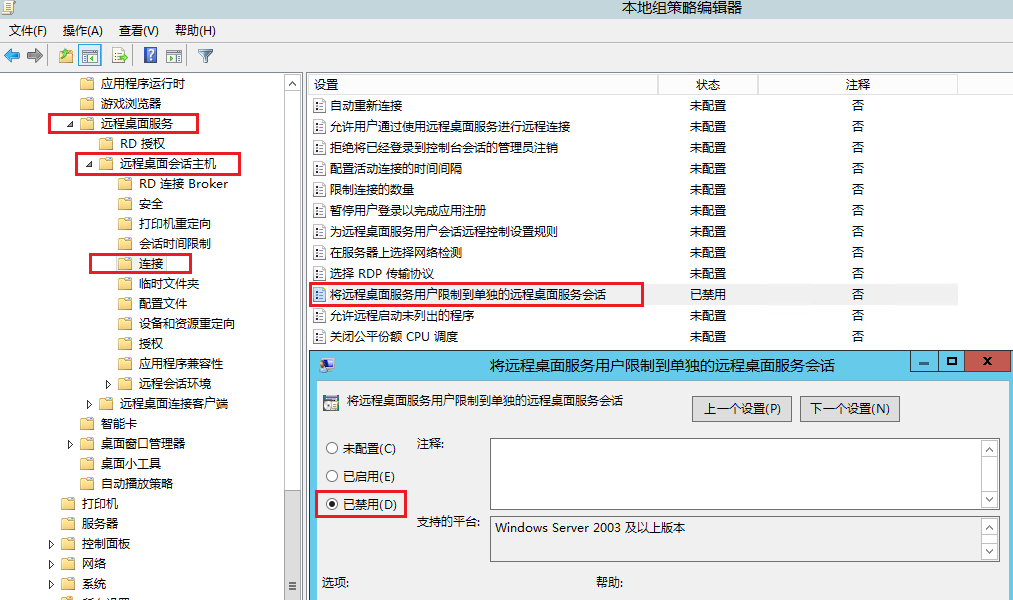 本地组策略编辑器
文件(F) 操作(A) 查看(V) 帮助(H)
应用程序运行时
游戏浏览器
远程桌面服务
RD 授权
远程桌面会话主机
RD 连接 Broker
安全
打印机重定向
会话时间限制
连接
临时文件夹
配置文件
设备和资源重定向
授权
应用程序兼容性
远程会话环境
远程桌面连接客户端
智能卡
桌面窗口管理器
桌面小工具
自动播放策略
打印机
服务器
控制面板
网络
系统
设置 状态 注释
自动重新连接 未配置 否
允许用户通过使用远程桌面服务进行远程连接 未配置 否
拒绝将已经登录到控制台会话的管理员注销 未配置 否
配置活动连接的时间间隔 未配置 否
限制连接的数量 未配置 否
暂停用户登录以完成应用注册 未配置 否
为远程桌面服务用户会话远程控制设置规则 未配置 否
在服务器上选择网络检测 未配置 否
选择 RDP 传输协议 未配置 否
将远程桌面服务用户限制到单独的远程桌面服务会话 已禁用 否
允许远程启动未列出的程序 未配置 否
关闭公平份额 CPU 调度 未配置 否
将远程桌面服务用户限制到单独的远程桌面服务会话
将远程桌面服务用户限制到单独的远程桌面服务会话
上一个设置(P) 下一个设置(N)
未配置(C) 注释:
已启用(E)
已禁用(D)
支持的平台: Windows Server 2003 及以上版本
选项: 帮助: